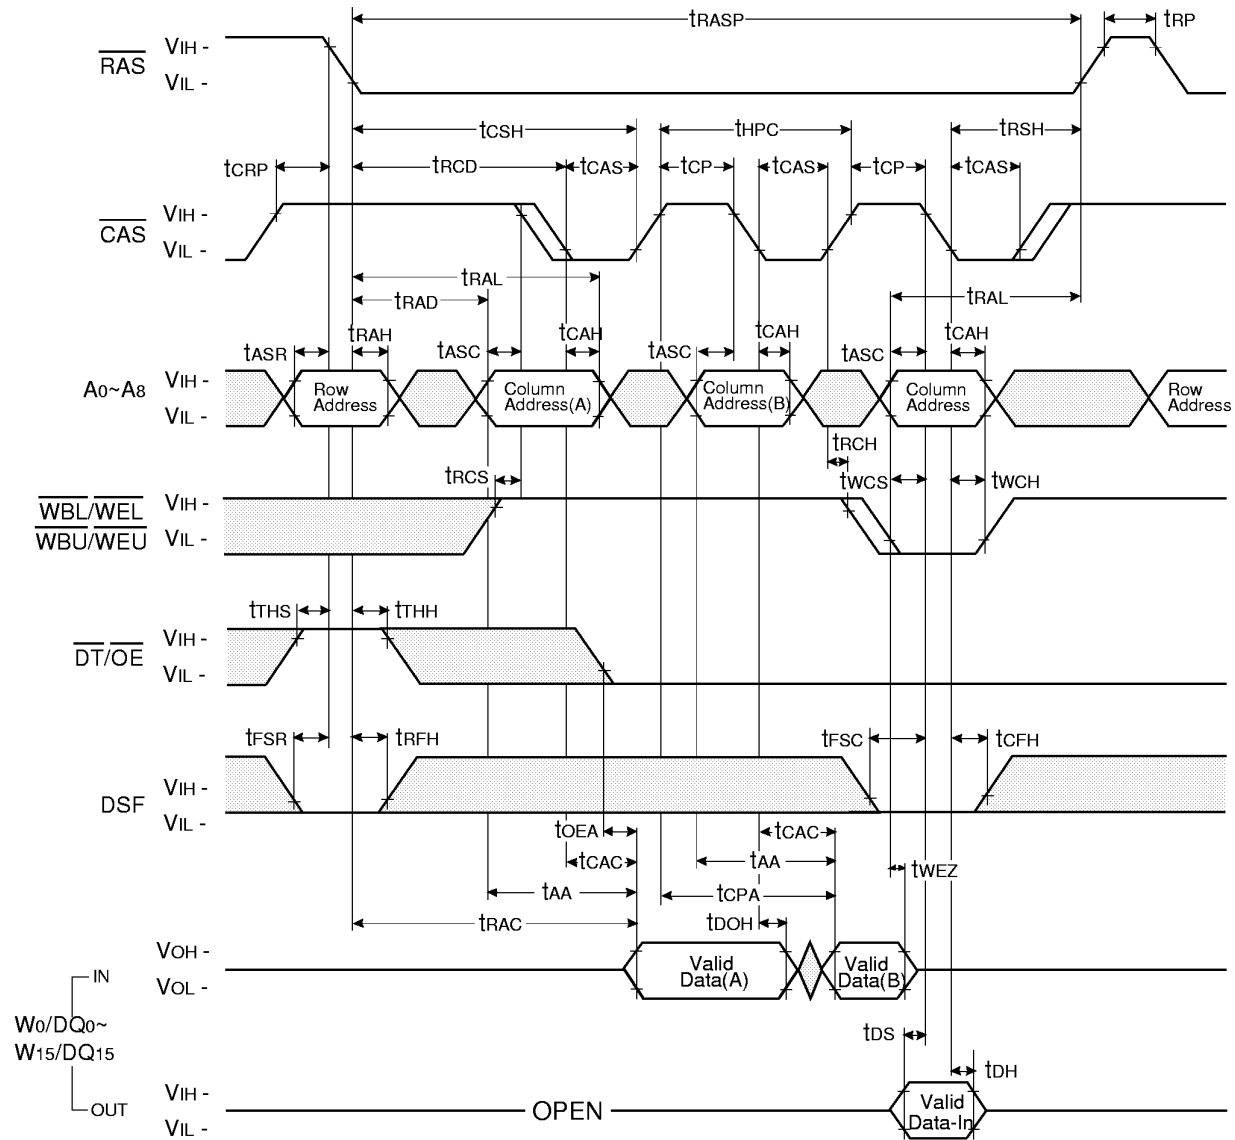 tRASP
tRP
RAS
VIH -
VIL -
tCSH
tHPC
tRSH
tCRP
tRCD
tCAS
tCP
tCAS
tCP
tCAS
CAS
VIH -
VIL -
tRAL
tRAD
tRAL
tASR
tRAH
tASC
tCAH
tASC
tCAH
tASC
tCAH
A0~A8
VIH -
VIL -
Row
Address
Column
Address(A)
Column
Address(B)
Column
Address
Row
Address
tRCH
tRCS
tWCS
tWCH
WBL/WEL
WBU/WEU
VIH -
VIL -
tTHS
tTHH
DT/OE
VIH -
VIL -
tFSR
tRFH
tFSC
tCFH
DSF
VIH -
VIL -
tOEA
tCAC
tCAC
tAA
tWEZ
tAA
tCPA
tRAC
tDOH
VOH -
VOL -
Valid
Data(A)
Valid
Data(B)
IN
W0/DQ0~
W15/DQ15
OUT
tDS
tDH
VIH -
VIL -
OPEN
Valid
Data-In